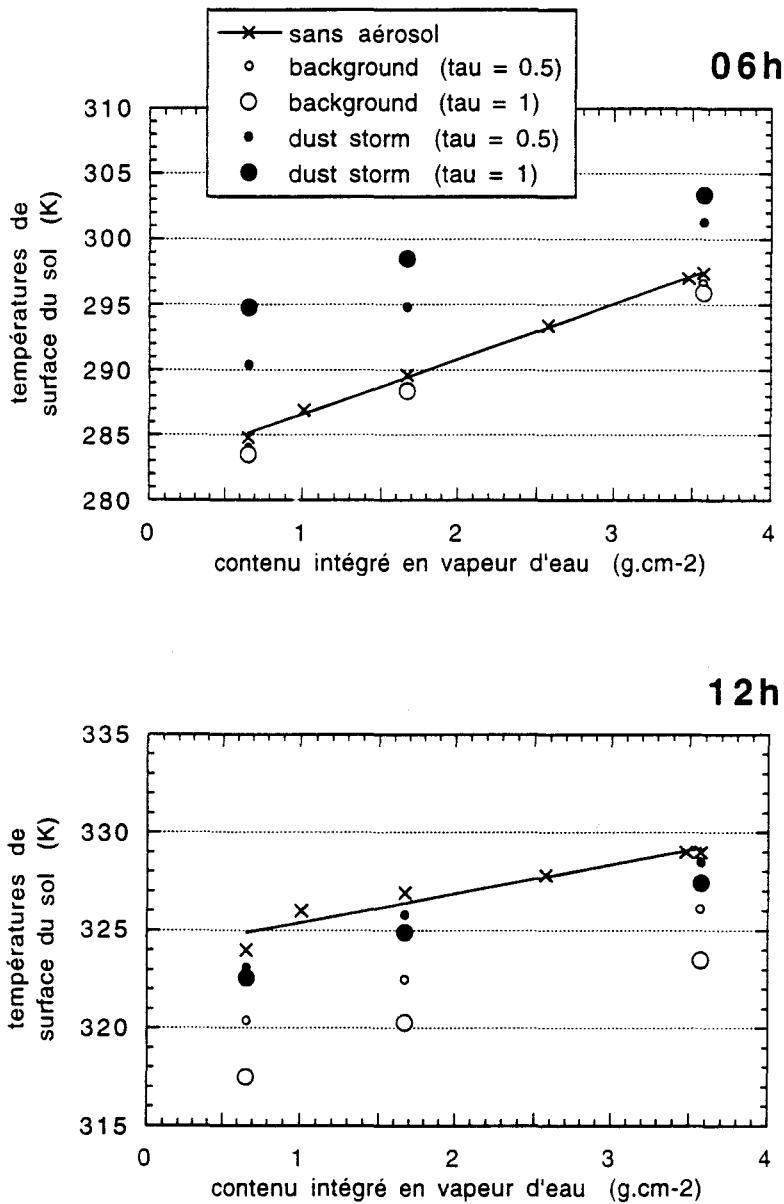 sans aérosol
background (tau = 0.5)
background (tau = 1)
dust storm (tau = 0.5)
dust storm (tau = 1)
06h
températures de
surface du sol (K)
310
305
300
295
290
285
280
0 1 2 3 4
contenu intégré en vapeur d'eau (g.cm-2)
12h
températures de
surface du sol (K)
335
330
325
320
315
0 1 2 3 4
contenu intégré en vapeur d'eau (g.cm-2)